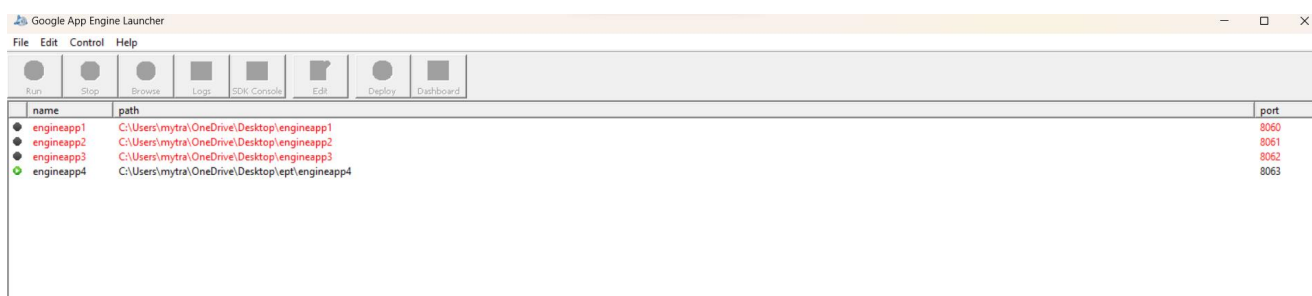 Google App Engine Launcher
File Edit Control Help
Run Stop Browse Logs SDK Console Edit Deploy Dashboard
name path port
engineapp1 C:\Users\mytra\OneDrive\Desktop\engineapp1 8060
engineapp2 C:\Users\mytra\OneDrive\Desktop\engineapp2 8061
engineapp3 C:\Users\mytra\OneDrive\Desktop\engineapp3 8062
engineapp4 C:\Users\mytra\OneDrive\Desktop\ept\engineapp4 8063